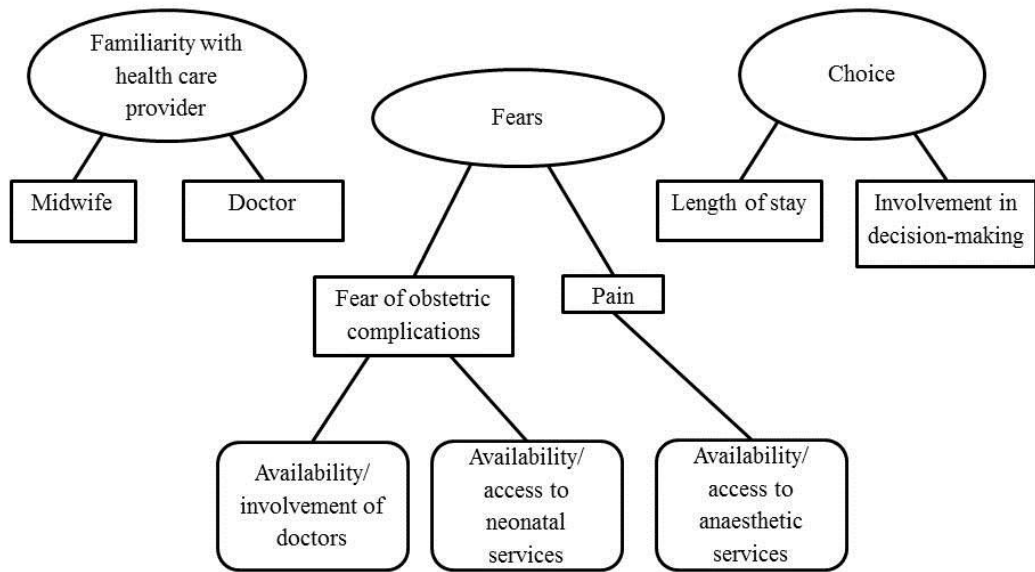 Familiarity with
health care
provider
Fears
Choice
Midwife
Doctor
Length of stay
Involvement in
decision-making
Fear of obstetric
complications
Pain
Availability/
involvement of
doctors
Availability/
access to
neonatal
services
Availability/
access to
anaesthetic
services